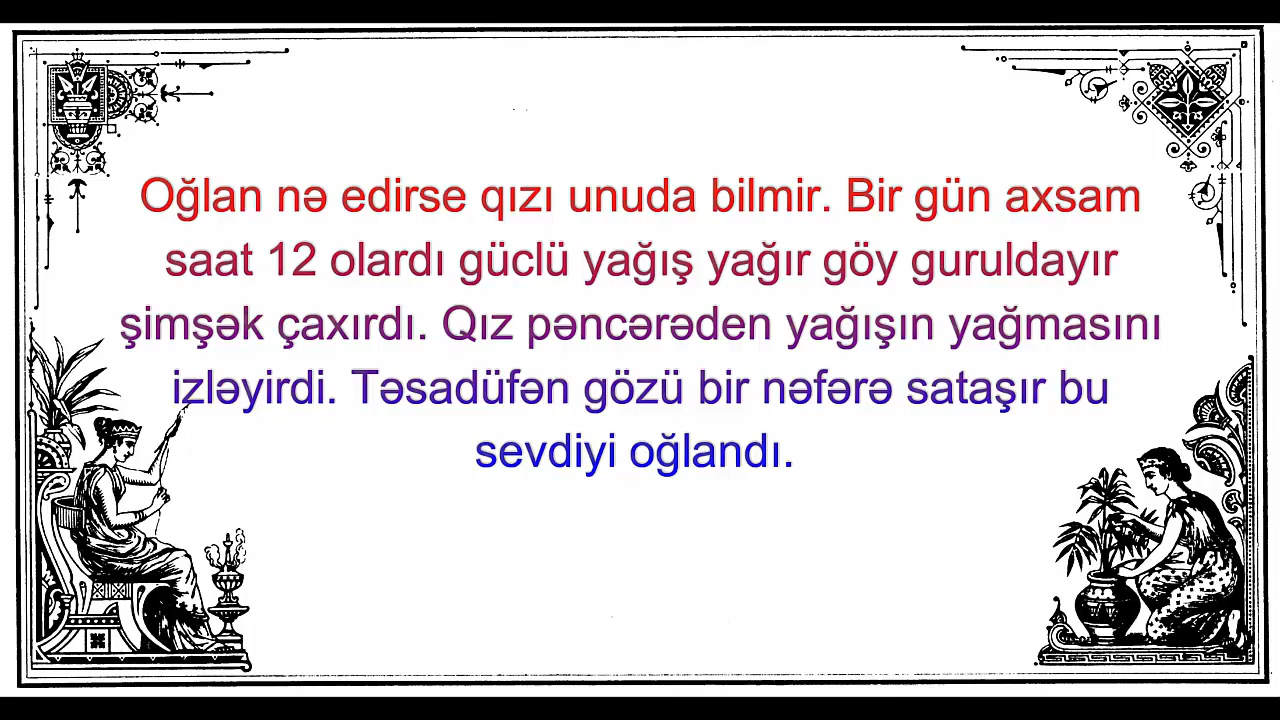 Oğlan nə edirse qızı unuda bilmir. Bir gün axsam
saat 12 olardı güclü yağış yağır göy guruldayır
şimşək çaxırdı. Qız pəncərəden yağışın yağmasını
izləyirdi. Təsadüfən gözü bir nəfərə sataşır bu
sevdiyi oğlandı.